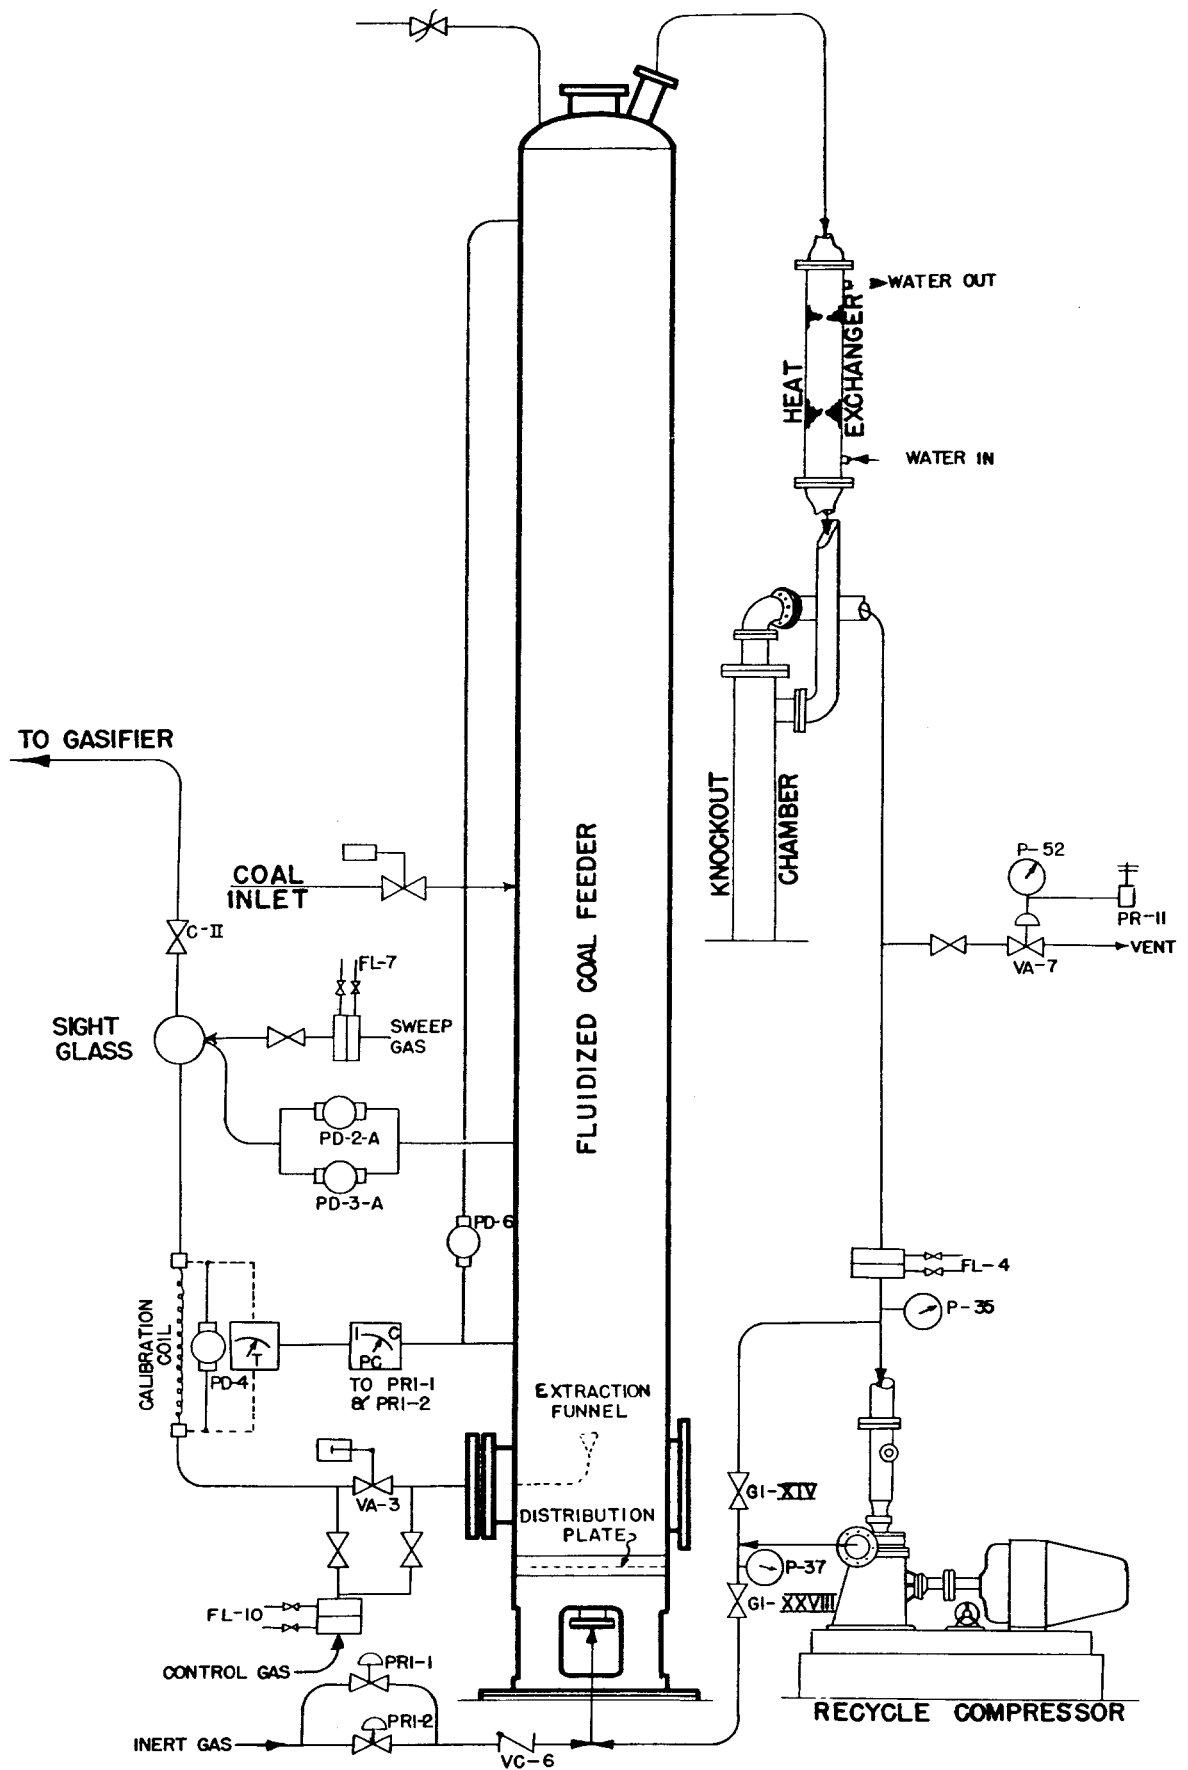 WATER OUT
HEAT
EXCHANGER
WATER IN
TO GASIFIER
KNOCKOUT
CHAMBER
FLUIDIZED COAL FEEDER
COAL
INLET
P-52
PR-11
C-II
VENT
VA-7
FL-7
SIGHT
GLASS
SWEEP
GAS
PD-2-A
PD-3-A
PD-6
FL-4
P-35
CALIBRATION
COIL
I C
PC
T
PD-4
TO PRI-1
& PRI-2
EXTRACTION
FUNNEL
VA-3
GI-XIV
DISTRIBUTION
PLATE
P-37
GI-XXVIII
FL-10
CONTROL GAS
PRI-1
RECYCLE COMPRESSOR
PRI-2
INERT GAS
VC-6